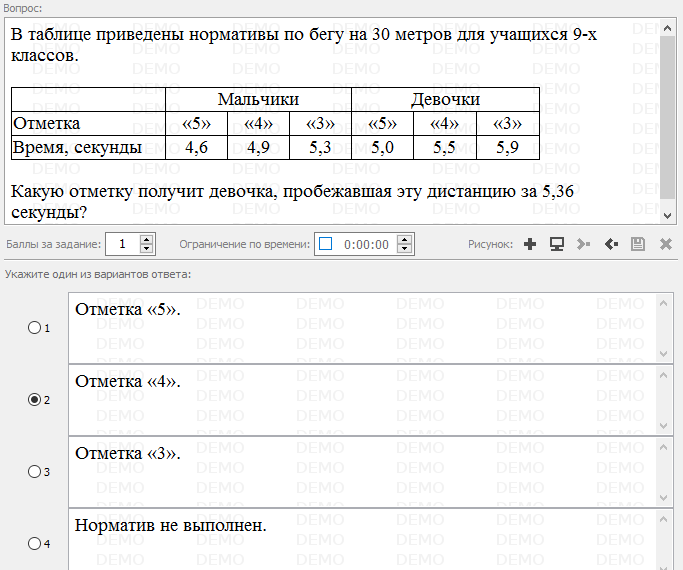 Вопрос:
В таблице приведены нормативы по бегу на 30 метров для учащихся 9-х
классов.
Мальчики Девочки
Отметка «5» «4» «3» «5» «4» «3»
Время, секунды 4,6 4,9 5,3 5,0 5,5 5,9
Какую отметку получит девочка, пробежавшая эту дистанцию за 5,36
секунды?
Баллы за задание: 1 Ограничение по времени: 0:00:00 Рисунок:
Укажите один из вариантов ответа:
1 Отметка «5».
2 Отметка «4».
3 Отметка «3».
4 Норматив не выполнен.
DEMO